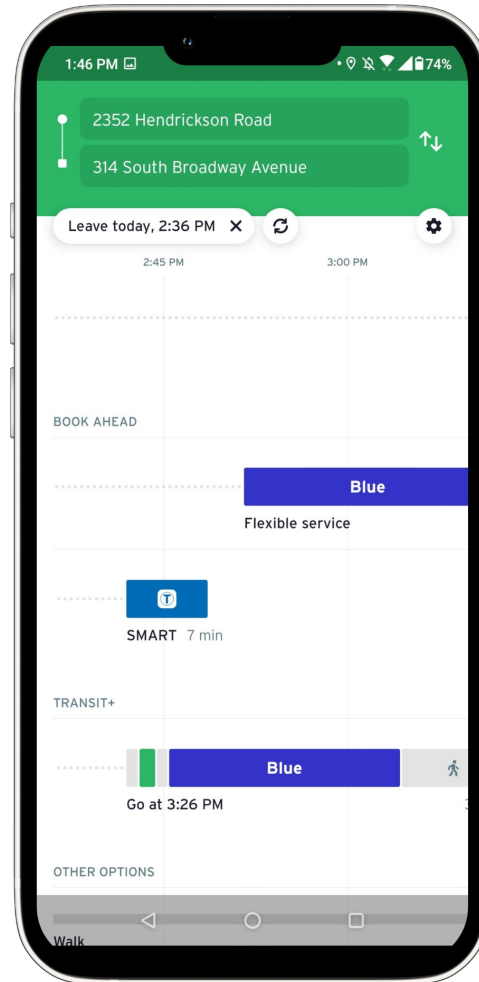 1:46 PM 74%
2352 Hendrickson Road
314 South Broadway Avenue
Leave today, 2:36 PM
2:45 PM 3:00 PM
BOOK AHEAD
Blue
Flexible service
T
SMART 7 min
TRANSIT+
Blue
Go at 3:26 PM
OTHER OPTIONS
Walk